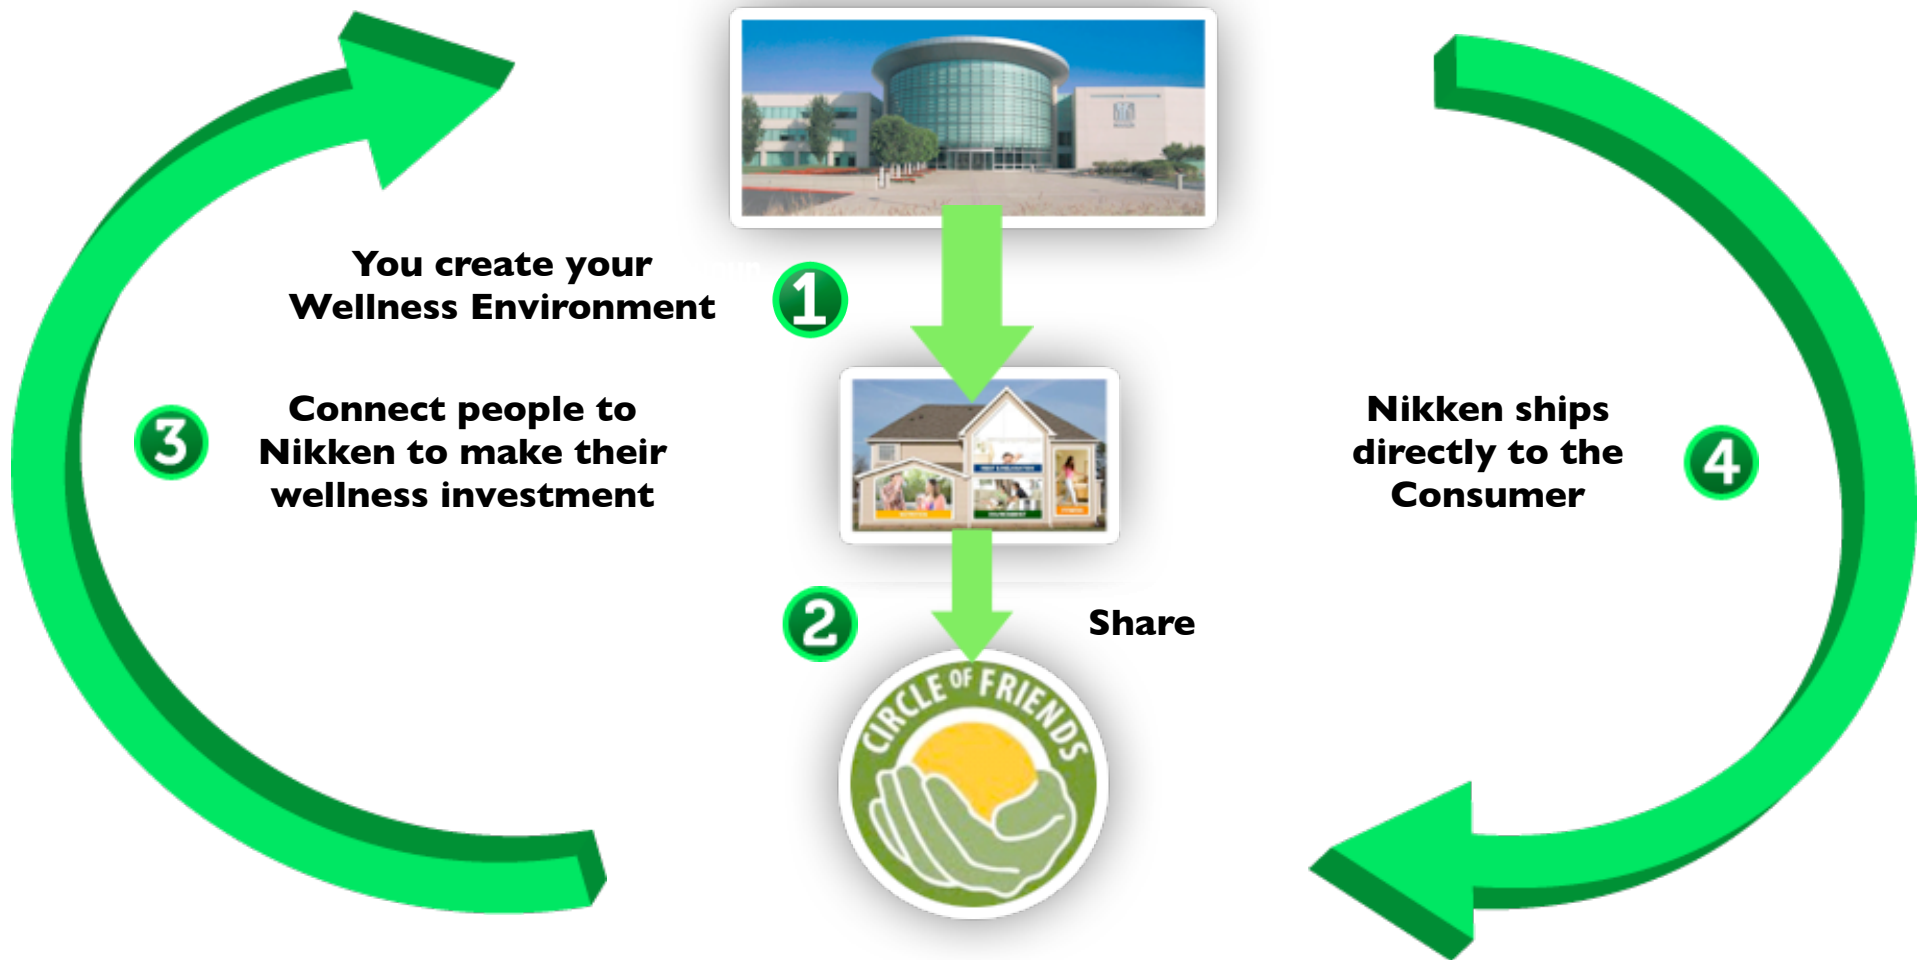 You create your
Wellness Environment
1
3
Connect people to
Nikken to make their
wellness investment
Nikken ships
directly to the
Consumer
4
2
Share
CIRCLE OF FRIENDS